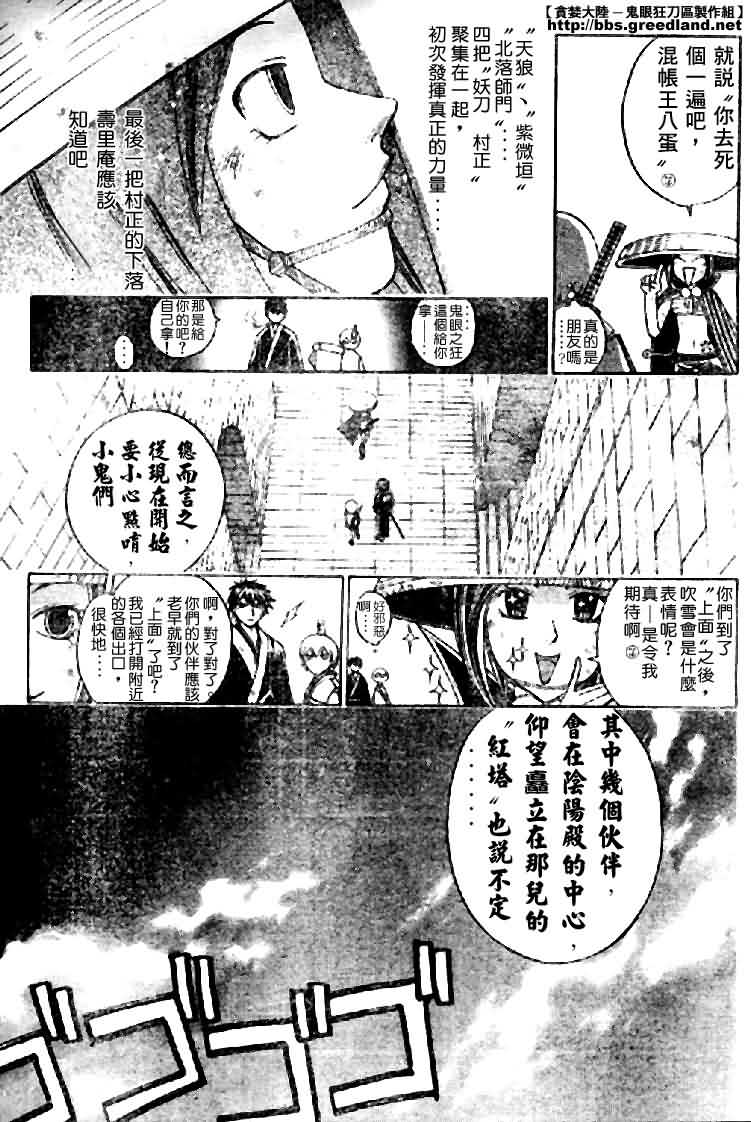 【貪婪大陸－鬼眼狂刀區製作組】
http://bbs.greedland.net
就說〝你去死
個一遍吧，
混帳王八蛋〞
真的是
朋友嗎
……？
〝天狼〞、〝紫微垣〞
〝北落師門〞‥‥
四把〝妖刀 村正〞
聚集在一起，
初次發揮真正的力量‥‥
最後一把村正的下落
壽里庵應該
知道吧
鬼眼之狂
這個給你
拿——
那是給
你的吧？
自己拿！
‥‥
總而言之，
從現在開始
要小心點唷，
小鬼們
你們到了
〝上面〞之後，
吹雪會是什麼
表情呢？
真—是令我
期待啊
好邪惡
啊‥‥
啊，對了對了。
你們的伙伴應該
老早就到了
〝上面〞了吧？
我已經打開附近
的各個出口，
很快地‥‥
其中幾個伙伴，
會在陰陽殿的中心，
仰望矗立在那兒的
〝紅塔〞也說不定
‥‥‥
ゴゴゴゴ